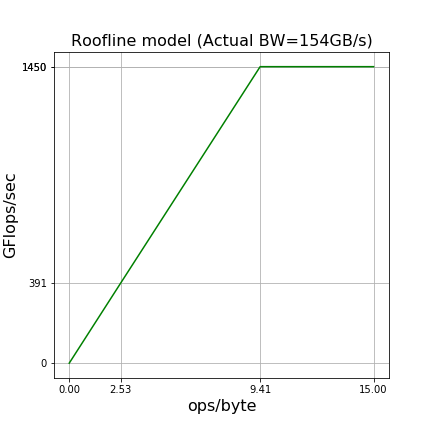 Roofline model (Actual BW=154GB/s)
1450
GFlops/sec
391
0
0.00 2.53 9.41 15.00
ops/byte